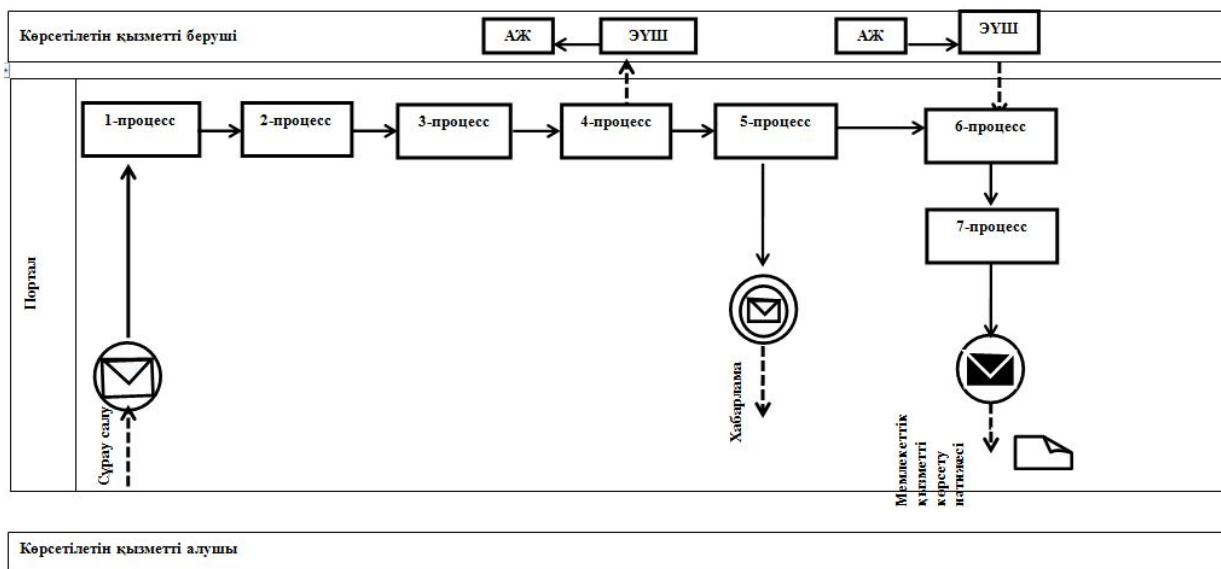 Көрсетілетін қызметті беруші
АЖ
ЭҮШ
АЖ
ЭҮШ
Портал
1-процесс
2-процесс
3-процесс
4-процесс
5-процесс
6-процесс
7-процесс
Сұрау салу
Хабарлама
Мемлекеттік
қызметті
көрсету
нәтижесі
Көрсетілетін қызметті алушы